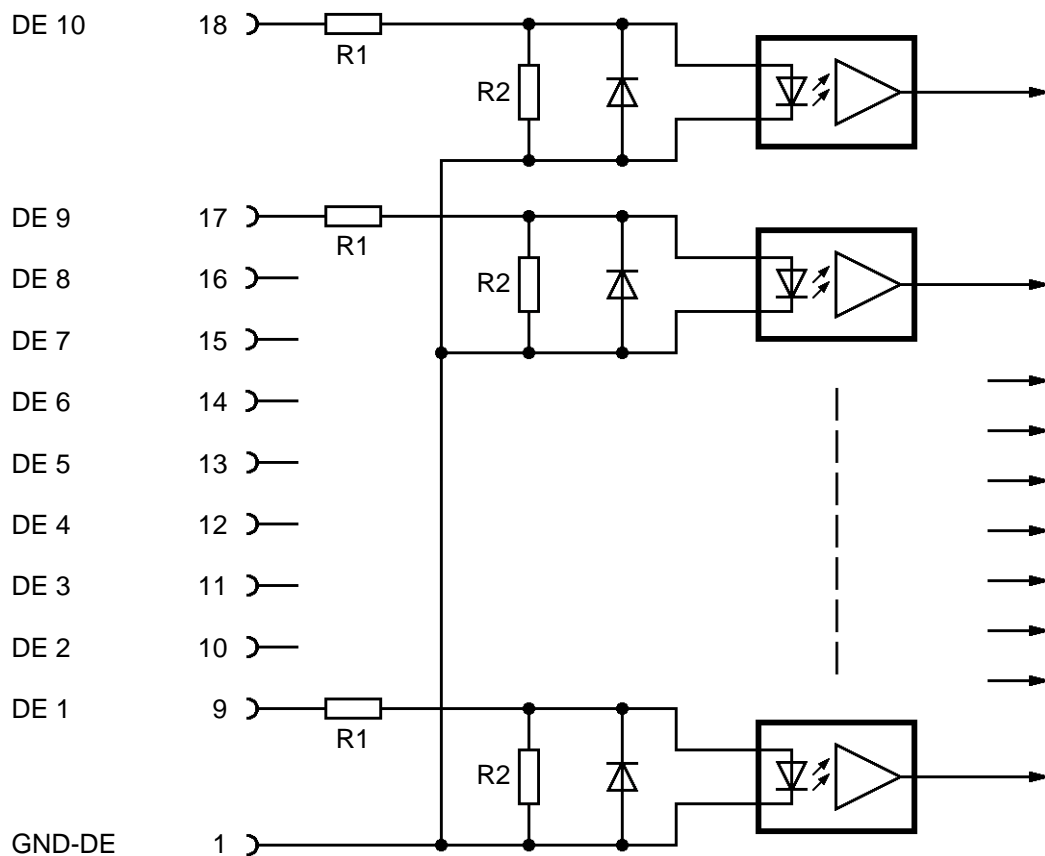 DE 10 18
R1
R2
DE 9 17
R1
DE 8 16
R2
DE 7 15
DE 6 14
DE 5 13
DE 4 12
DE 3 11
DE 2 10
DE 1 9
R1
R2
GND-DE 1